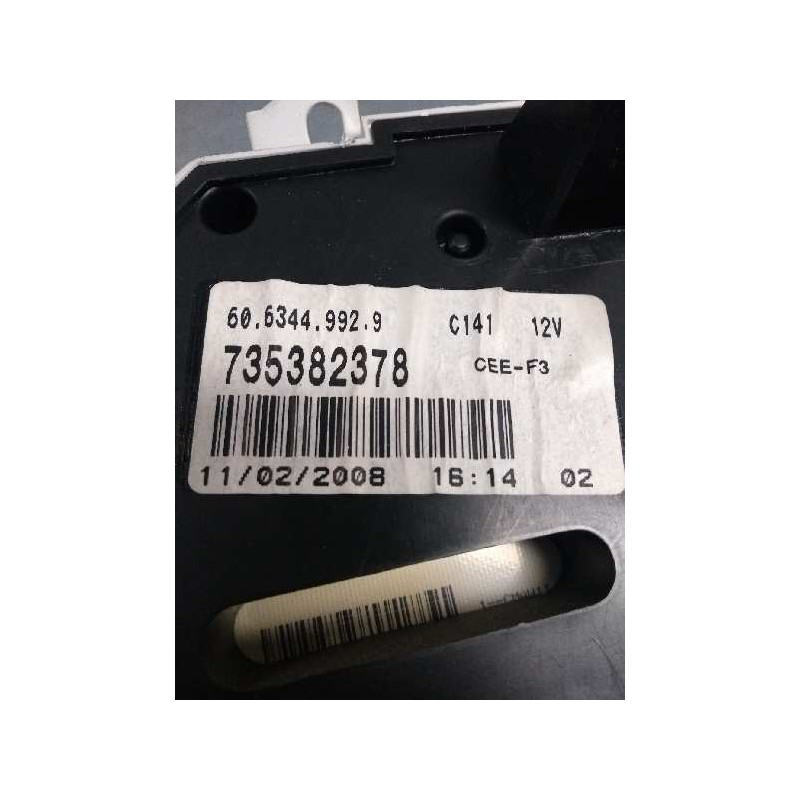 60.6344.992.9 C141 12V
735382378 CEE-F3
11/02/2008 16:14 02